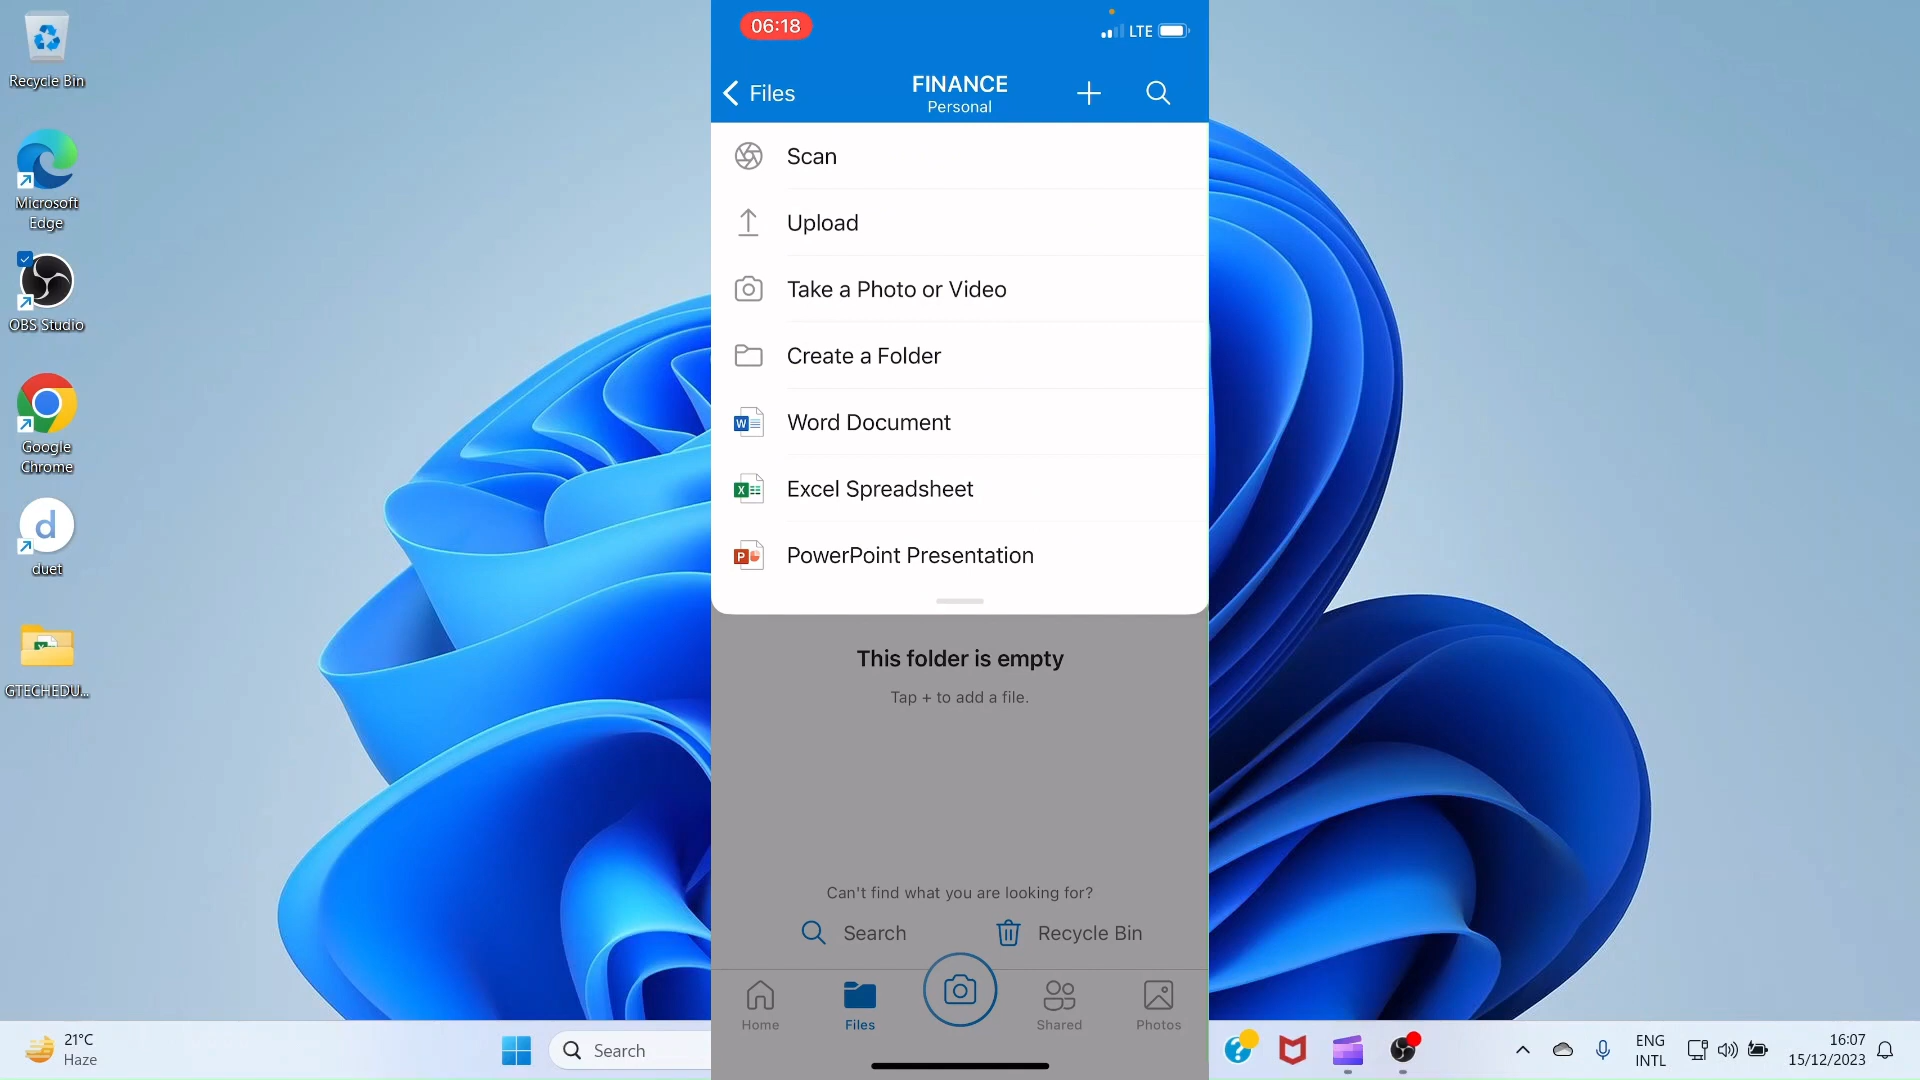 Recycle Bin
Microsoft
Edge
OBS Studio
Google
Chrome
d
duet
GTECHEDU...
06:18
LTE
Files
FINANCE
Personal
Scan
Upload
Take a Photo or Video
Create a Folder
Word Document
Excel Spreadsheet
PowerPoint Presentation
This folder is empty
Tap + to add a file.
Can't find what you are looking for?
Search
Recycle Bin
Home
Files
Shared
Photos
21°C
Haze
Search
ENG
INTL
16:07
15/12/2023